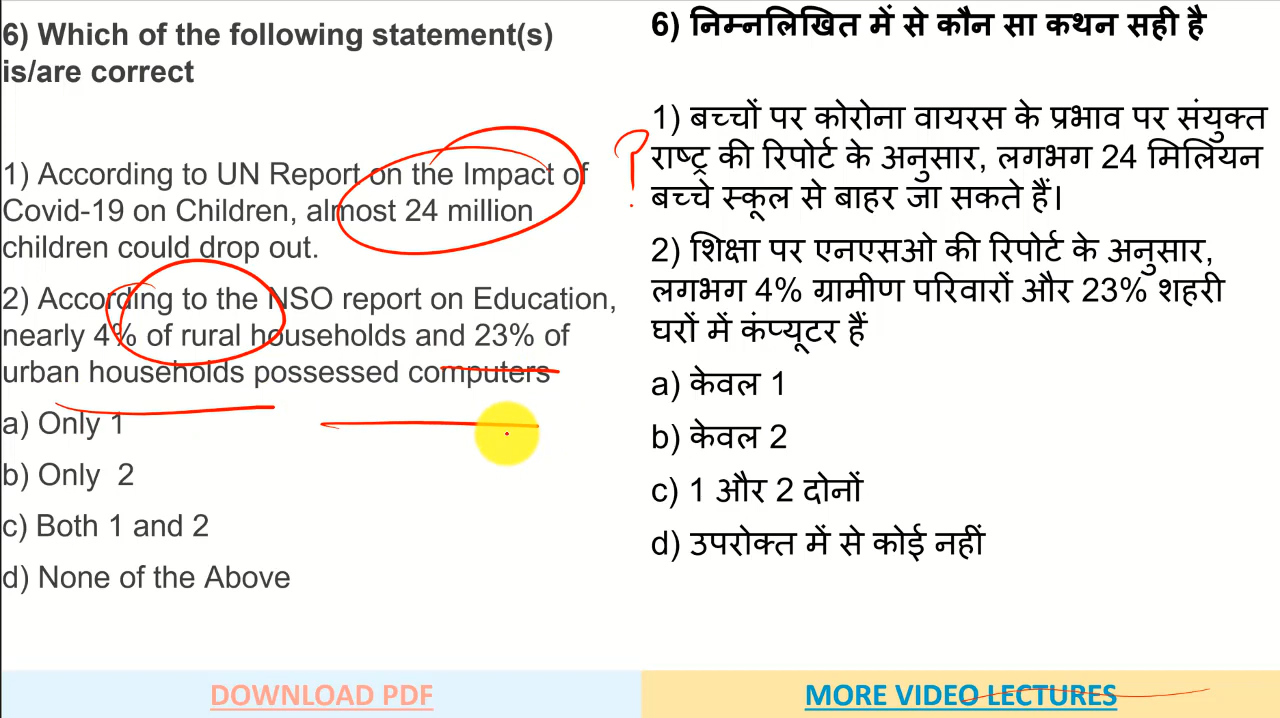 6) Which of the following statement(s)
is/are correct
1) According to UN Report on the Impact of
Covid-19 on Children, almost 24 million
children could drop out.
2) According to the NSO report on Education,
nearly 4% of rural households and 23% of
urban households possessed computers
a) Only 1
b) Only 2
c) Both 1 and 2
d) None of the Above
6) निम्नलिखित में से कौन सा कथन सही है
?
1) बच्चों पर कोरोना वायरस के प्रभाव पर संयुक्त
राष्ट्र की रिपोर्ट के अनुसार, लगभग 24 मिलियन
बच्चे स्कूल से बाहर जा सकते हैं।
2) शिक्षा पर एनएसओ की रिपोर्ट के अनुसार,
लगभग 4% ग्रामीण परिवारों और 23% शहरी
घरों में कंप्यूटर हैं
a) केवल 1
b) केवल 2
c) 1 और 2 दोनों
d) उपरोक्त में से कोई नहीं
DOWNLOAD PDF
MORE VIDEO LECTURES